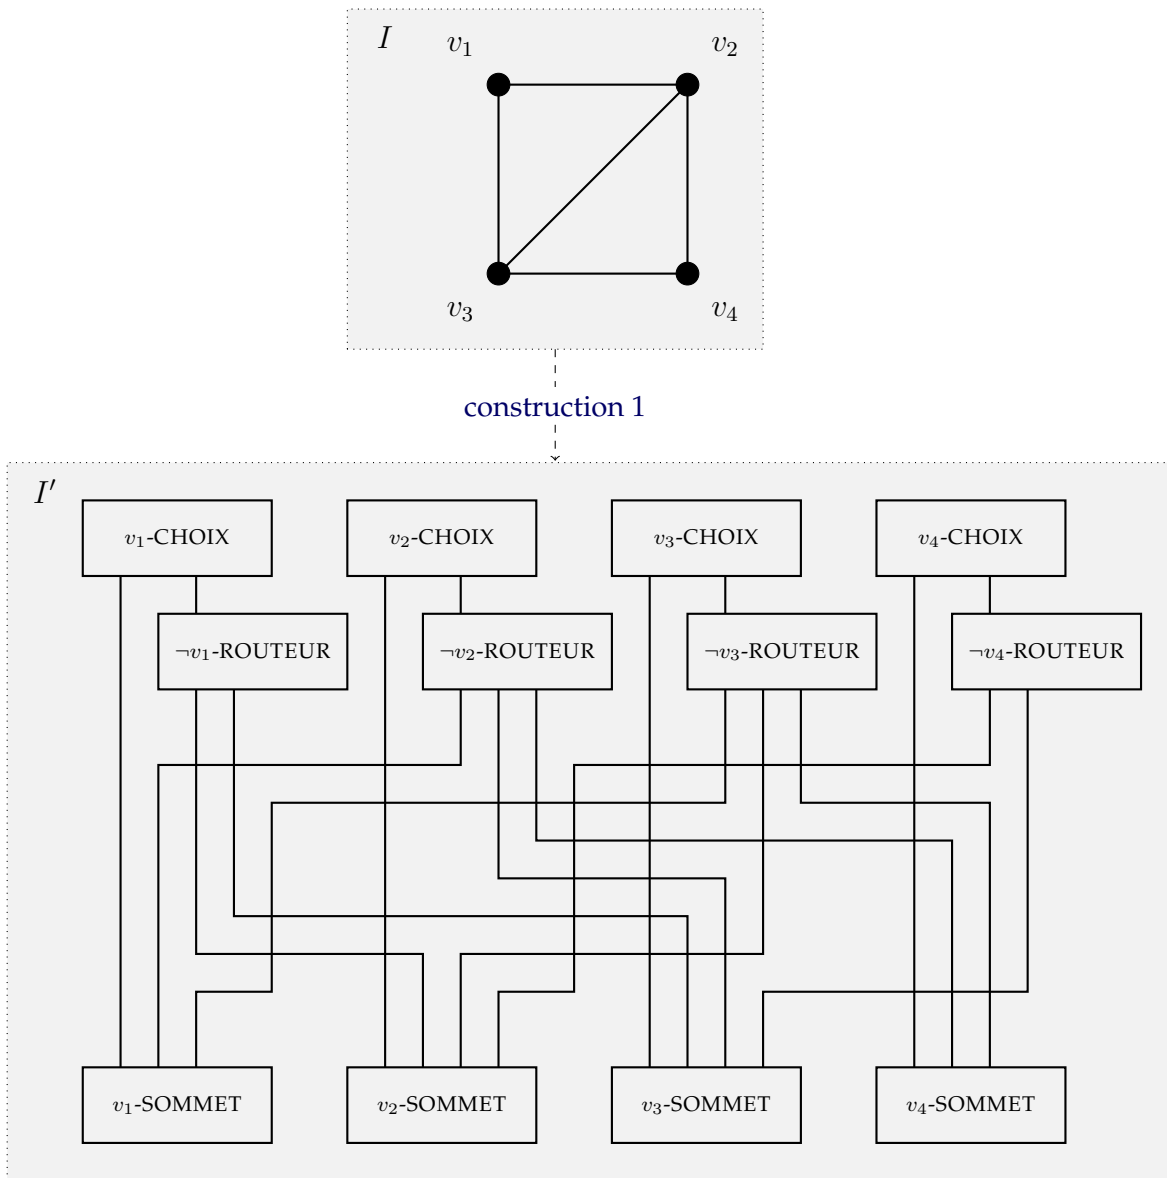 I v₁ v₂
v₃ v₄
construction 1
I′
v₁-CHOIX v₂-CHOIX v₃-CHOIX v₄-CHOIX
¬v₁-ROUTEUR ¬v₂-ROUTEUR ¬v₃-ROUTEUR ¬v₄-ROUTEUR
v₁-SOMMET v₂-SOMMET v₃-SOMMET v₄-SOMMET